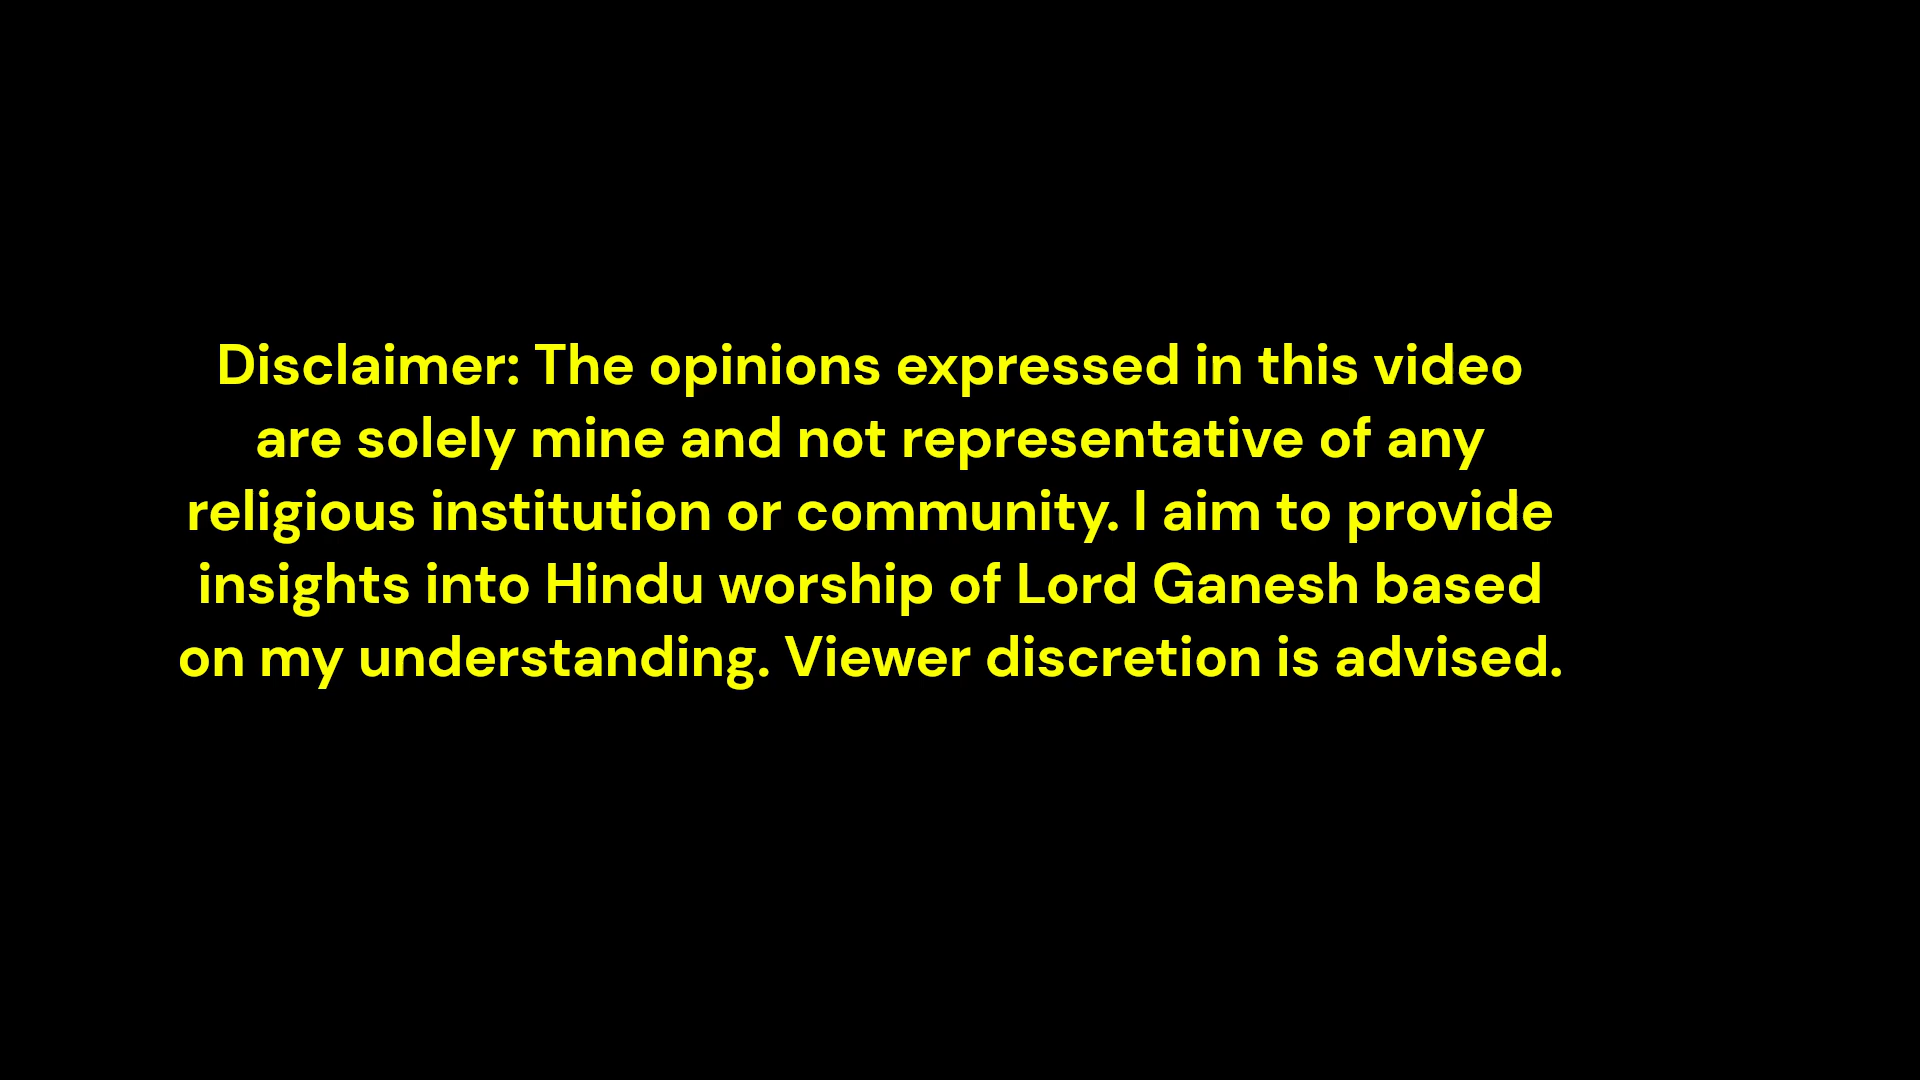 Disclaimer: The opinions expressed in this video
are solely mine and not representative of any
religious institution or community. I aim to provide
insights into Hindu worship of Lord Ganesh based
on my understanding. Viewer discretion is advised.